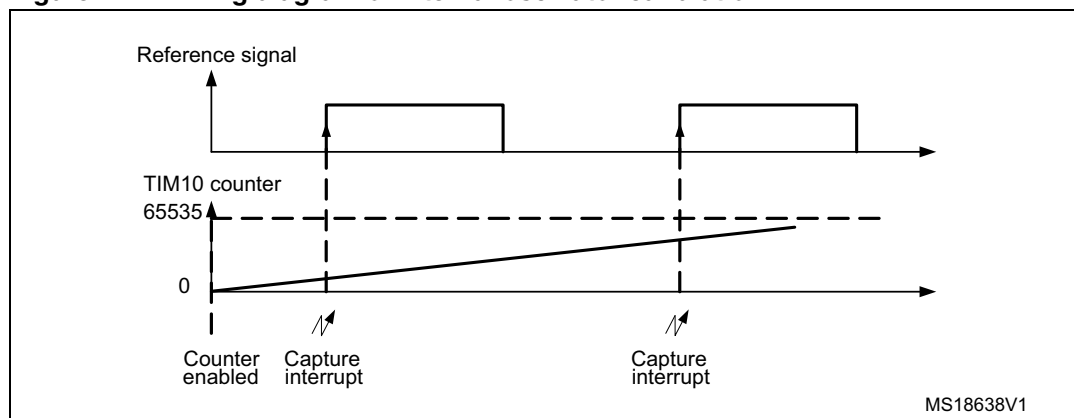 Reference signal
TIM10 counter
65535
0
Counter
enabled
Capture
interrupt
Capture
interrupt
MS18638V1